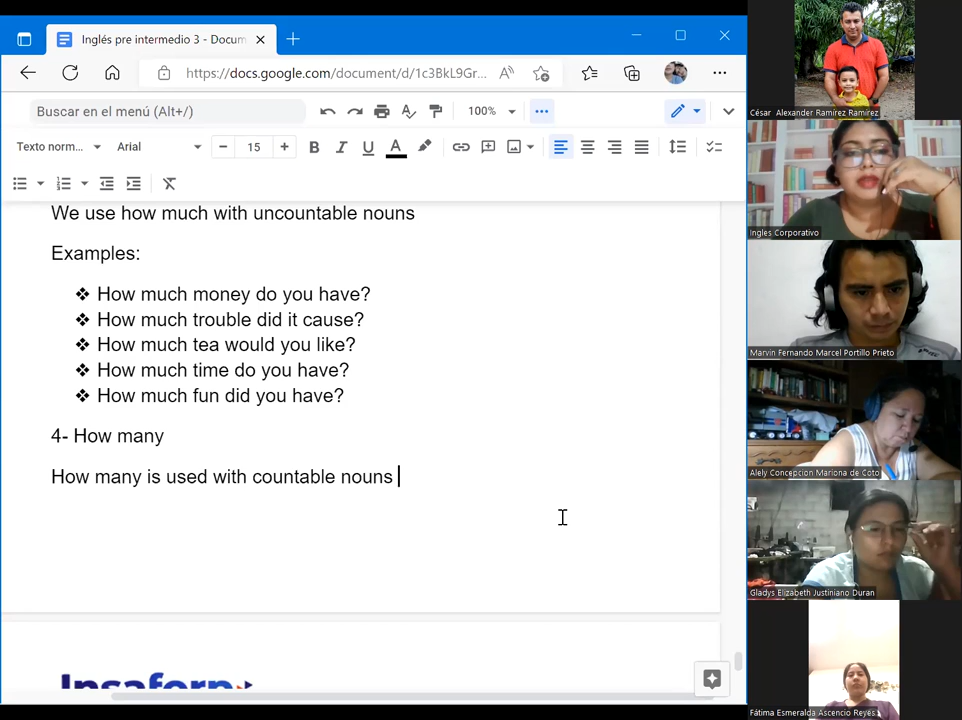 Inglés pre intermedio 3 - Docum
https://docs.google.com/document/d/1c3BkL9Gr...
Buscar en el menú (Alt+/)
100%
Texto norm...
Arial
15
We use how much with uncountable nouns
Examples:
❖ How much money do you have?
❖ How much trouble did it cause?
❖ How much tea would you like?
❖ How much time do you have?
❖ How much fun did you have?
4- How many
How many is used with countable nouns
Insaforp
César Alexander Ramírez Ramírez
Ingles Corporativo
Marvin Fernando Marcel Portillo Prieto
Alely Concepcion Mariona de Coto
Gladys Elizabeth Justiniano Duran
Fátima Esmeralda Ascencio Reyes